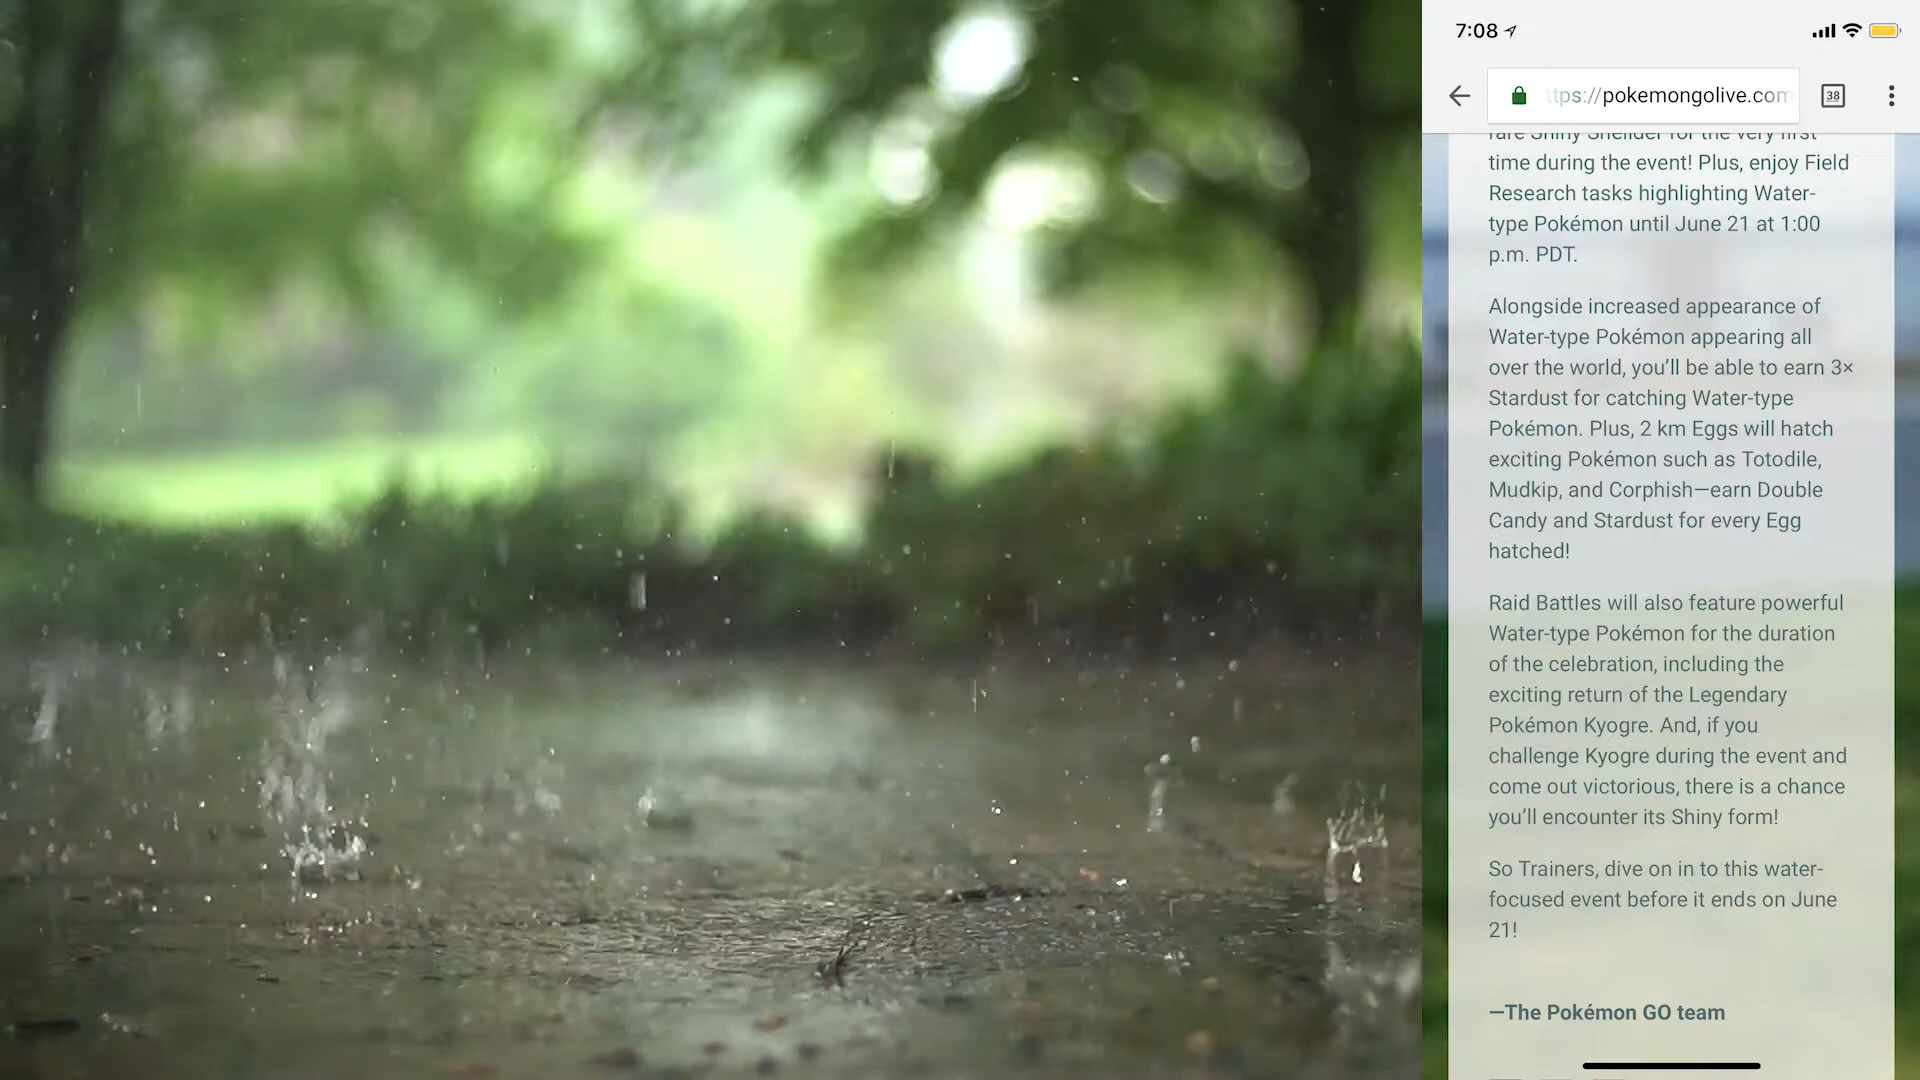 7:08
ttps://pokemongolive.com
38
rare Shiny Shellder for the very first
time during the event! Plus, enjoy Field
Research tasks highlighting Water-
type Pokémon until June 21 at 1:00
p.m. PDT.
Alongside increased appearance of
Water-type Pokémon appearing all
over the world, you’ll be able to earn 3×
Stardust for catching Water-type
Pokémon. Plus, 2 km Eggs will hatch
exciting Pokémon such as Totodile,
Mudkip, and Corphish—earn Double
Candy and Stardust for every Egg
hatched!
Raid Battles will also feature powerful
Water-type Pokémon for the duration
of the celebration, including the
exciting return of the Legendary
Pokémon Kyogre. And, if you
challenge Kyogre during the event and
come out victorious, there is a chance
you’ll encounter its Shiny form!
So Trainers, dive on in to this water-
focused event before it ends on June
21!
—The Pokémon GO team